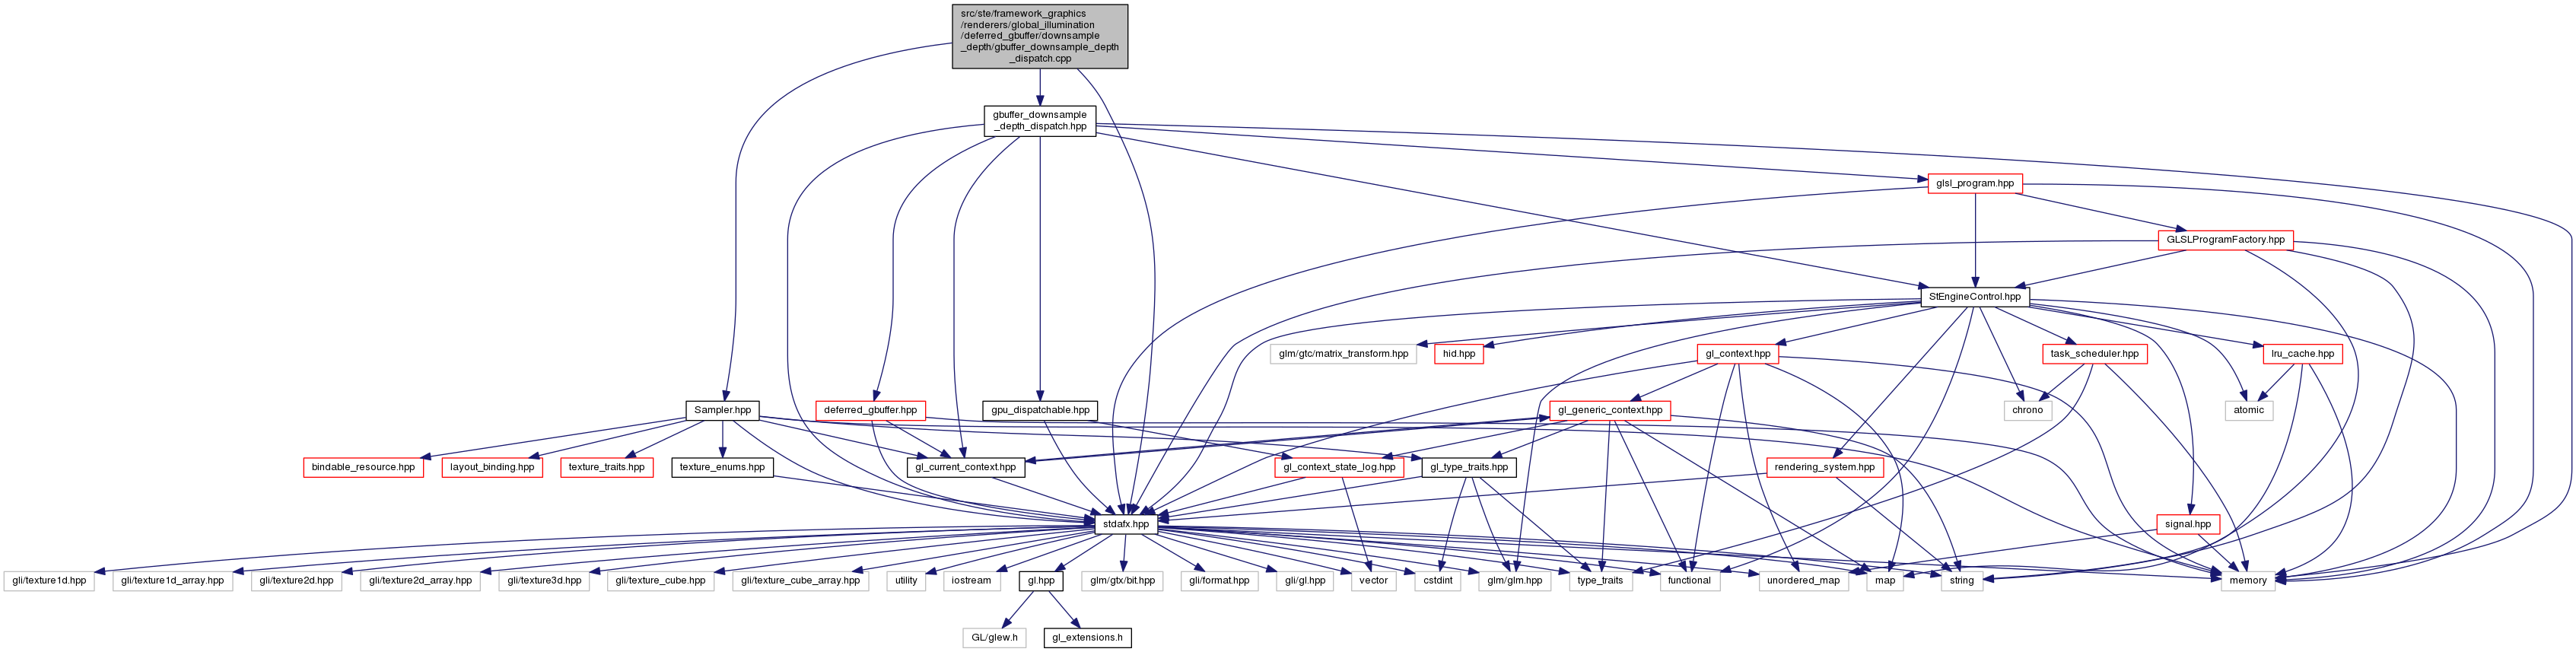 src/ste/framework_graphics
/renderers/global_illumination
/deferred_gbuffer/downsample
_depth/gbuffer_downsample_depth
_dispatch.cpp
gbuffer_downsample
_depth_dispatch.hpp
glsl_program.hpp
GLSLProgramFactory.hpp
StEngineControl.hpp
glm/gtc/matrix_transform.hpp
hid.hpp
gl_context.hpp
task_scheduler.hpp
lru_cache.hpp
Sampler.hpp
deferred_gbuffer.hpp
gpu_dispatchable.hpp
gl_generic_context.hpp
chrono
atomic
bindable_resource.hpp
layout_binding.hpp
texture_traits.hpp
texture_enums.hpp
gl_current_context.hpp
gl_context_state_log.hpp
gl_type_traits.hpp
rendering_system.hpp
stdafx.hpp
signal.hpp
gli/texture1d.hpp
gli/texture1d_array.hpp
gli/texture2d.hpp
gli/texture2d_array.hpp
gli/texture3d.hpp
gli/texture_cube.hpp
gli/texture_cube_array.hpp
utility
iostream
gl.hpp
glm/gtx/bit.hpp
gli/format.hpp
gli/gl.hpp
vector
cstdint
glm/glm.hpp
type_traits
functional
unordered_map
map
string
memory
GL/glew.h
gl_extensions.h